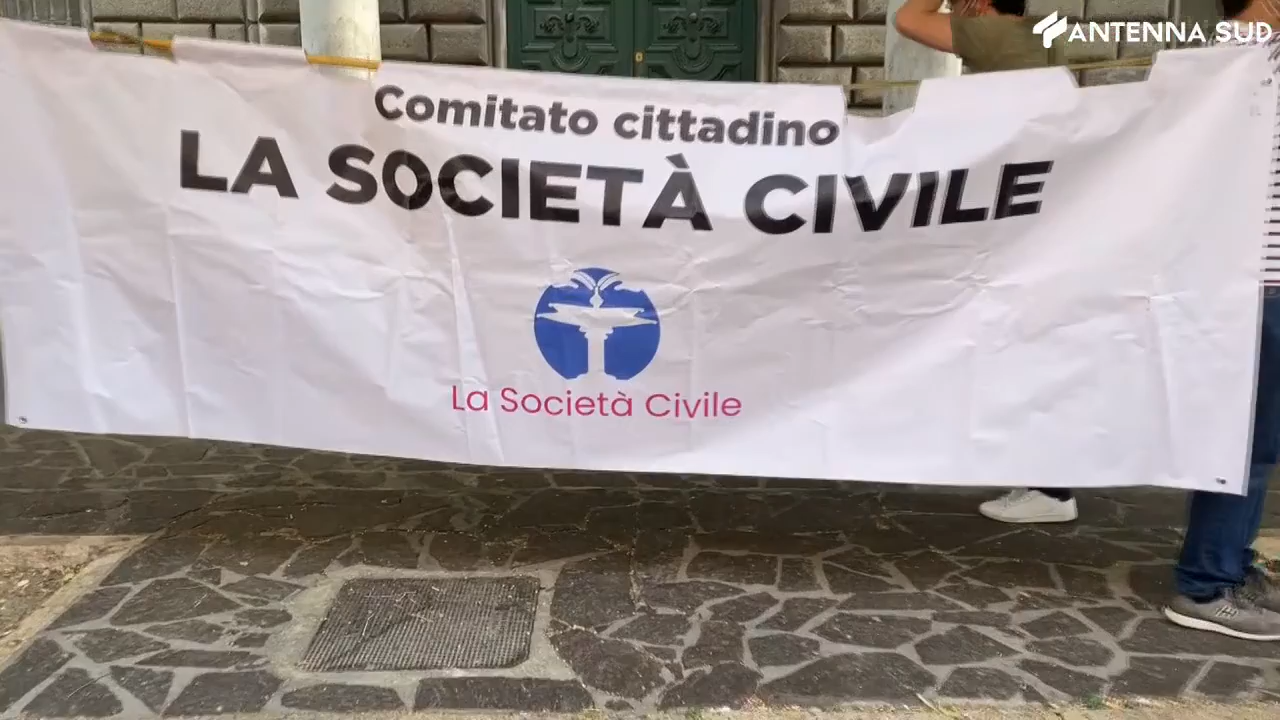 ANTENNA SUD
Comitato cittadino
LA SOCIETÀ CIVILE
La Società Civile